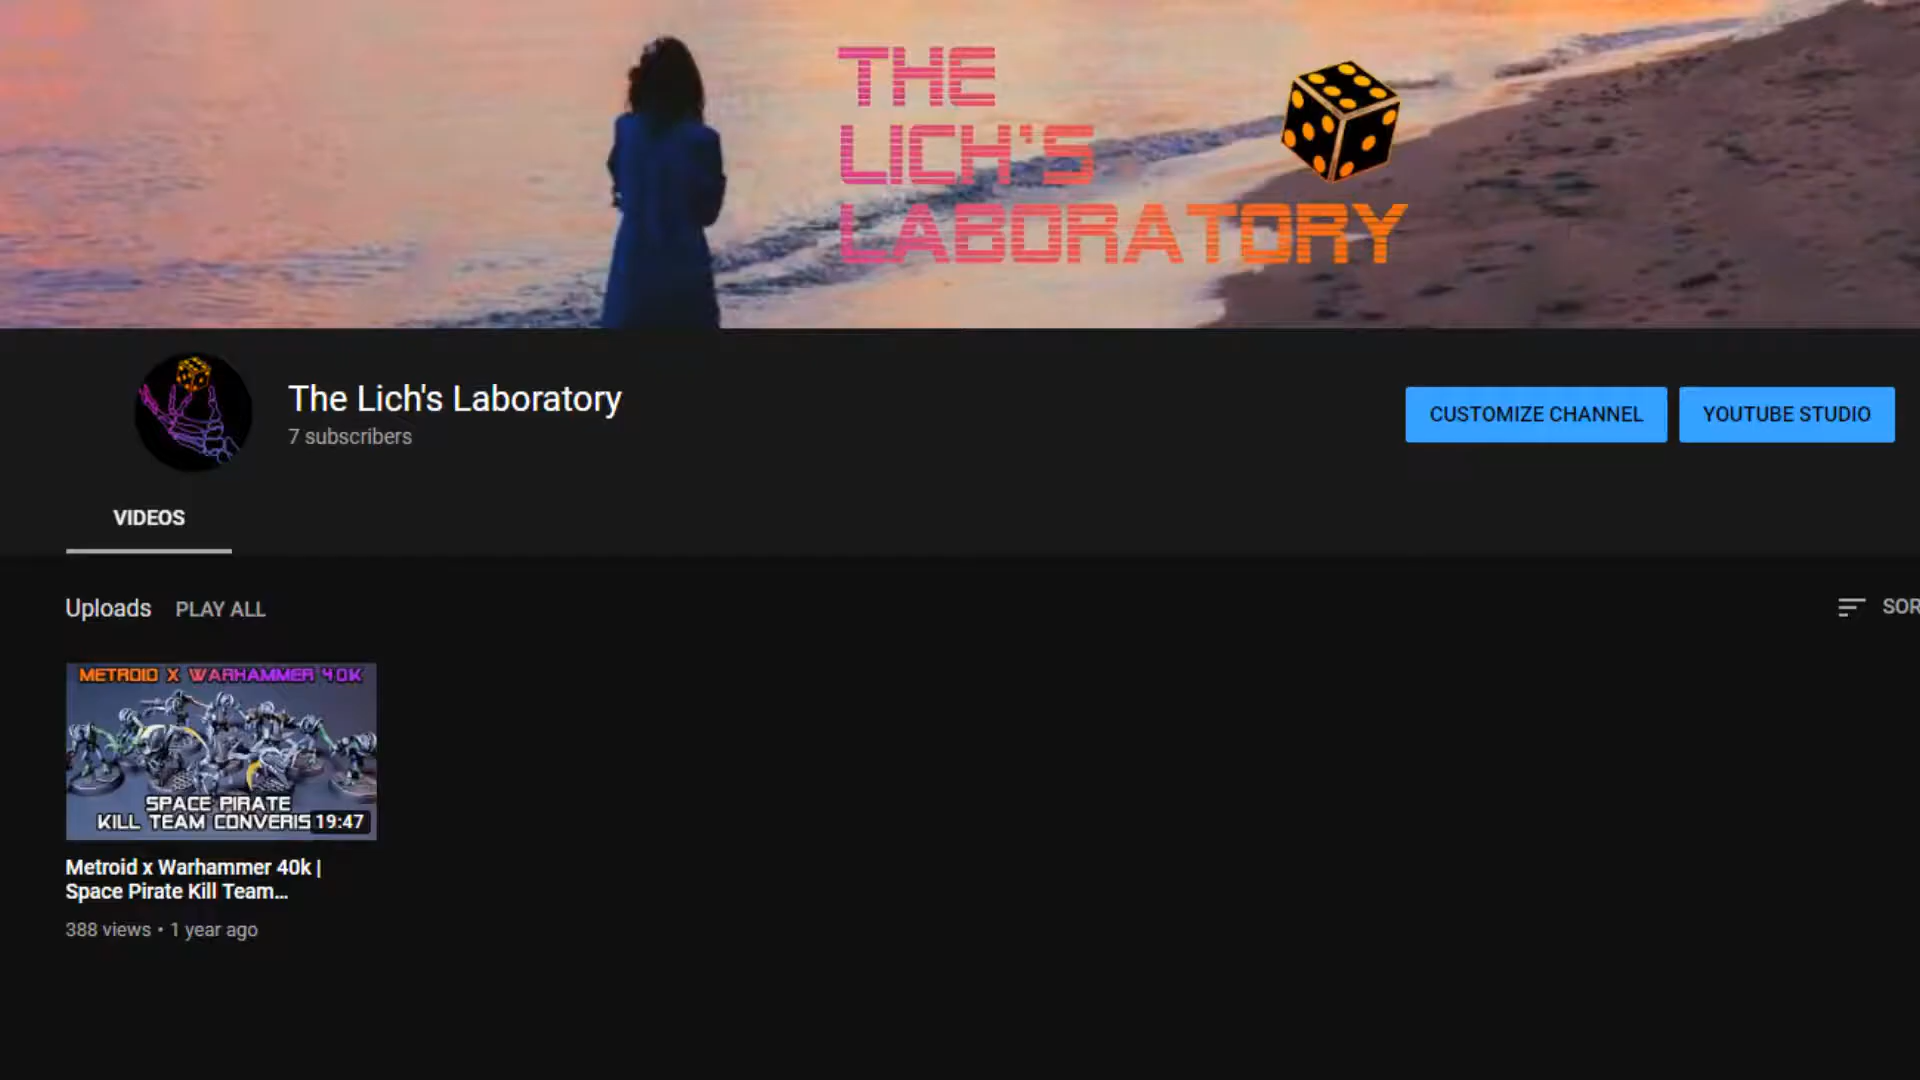 THE
LICH'S
LABORATORY
The Lich's Laboratory
7 subscribers
CUSTOMIZE CHANNEL
YOUTUBE STUDIO
VIDEOS
Uploads
PLAY ALL
SOR
METROID X WARHAMMER 40K
SPACE PIRATE
KILL TEAM CONVERIS
19:47
Metroid x Warhammer 40k |
Space Pirate Kill Team...
388 views • 1 year ago